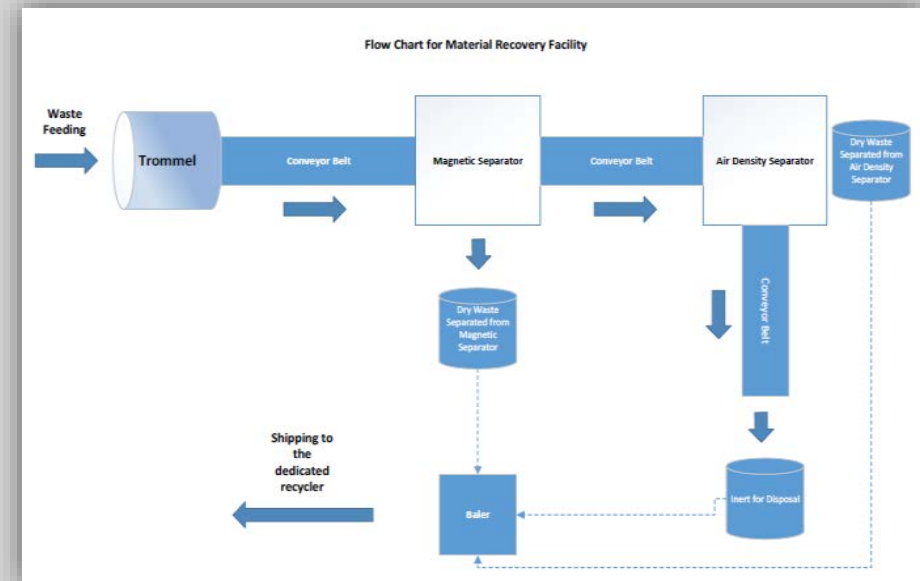 Flow Chart for Material Recovery Facility
Waste
Feeding
Trommel
Conveyor Belt
Magnetic Separator
Conveyor Belt
Air Density Separator
Dry Waste
Separated from
Air Density
Separator
Conveyor Belt
Dry Waste
Separated from
Magnetic
Separator
Shipping to
the
dedicated
recycler
Baler
Inert for Disposal